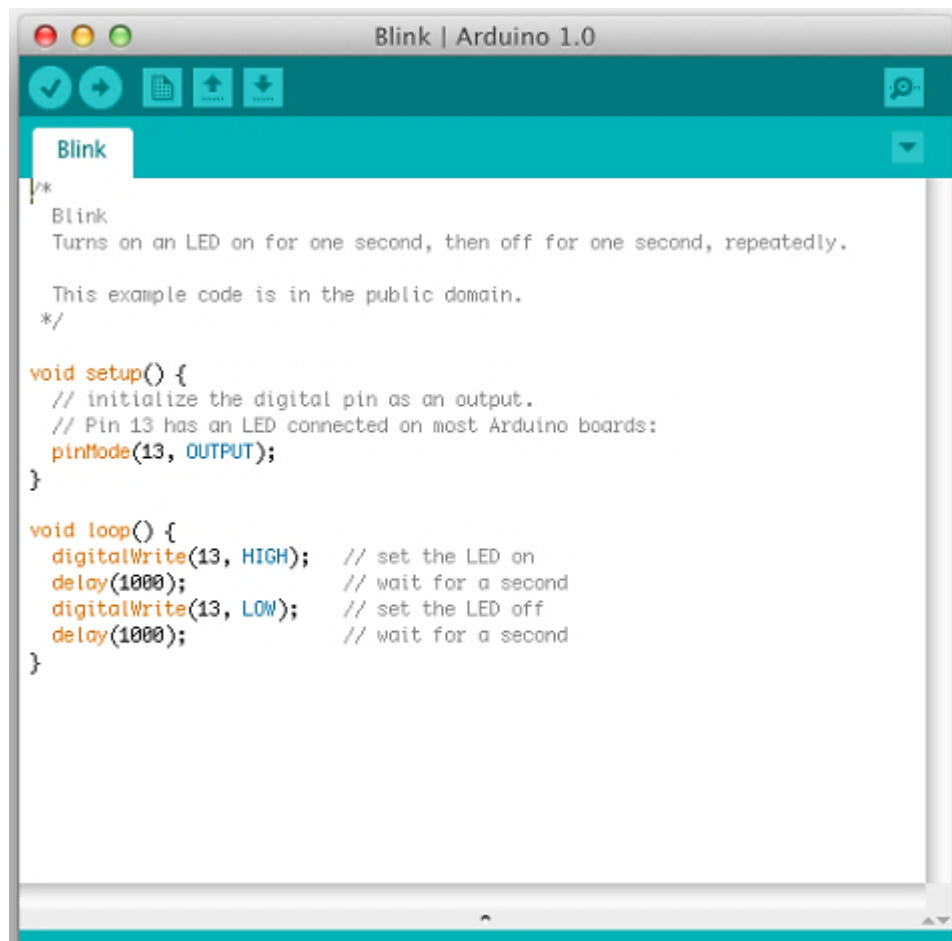 Blink | Arduino 1.0
Blink
/*
  Blink
  Turns on an LED on for one second, then off for one second, repeatedly.

  This example code is in the public domain.
 */

void setup() {
  // initialize the digital pin as an output.
  // Pin 13 has an LED connected on most Arduino boards:
  pinMode(13, OUTPUT);
}

void loop() {
  digitalWrite(13, HIGH);   // set the LED on
  delay(1000);              // wait for a second
  digitalWrite(13, LOW);    // set the LED off
  delay(1000);              // wait for a second
}